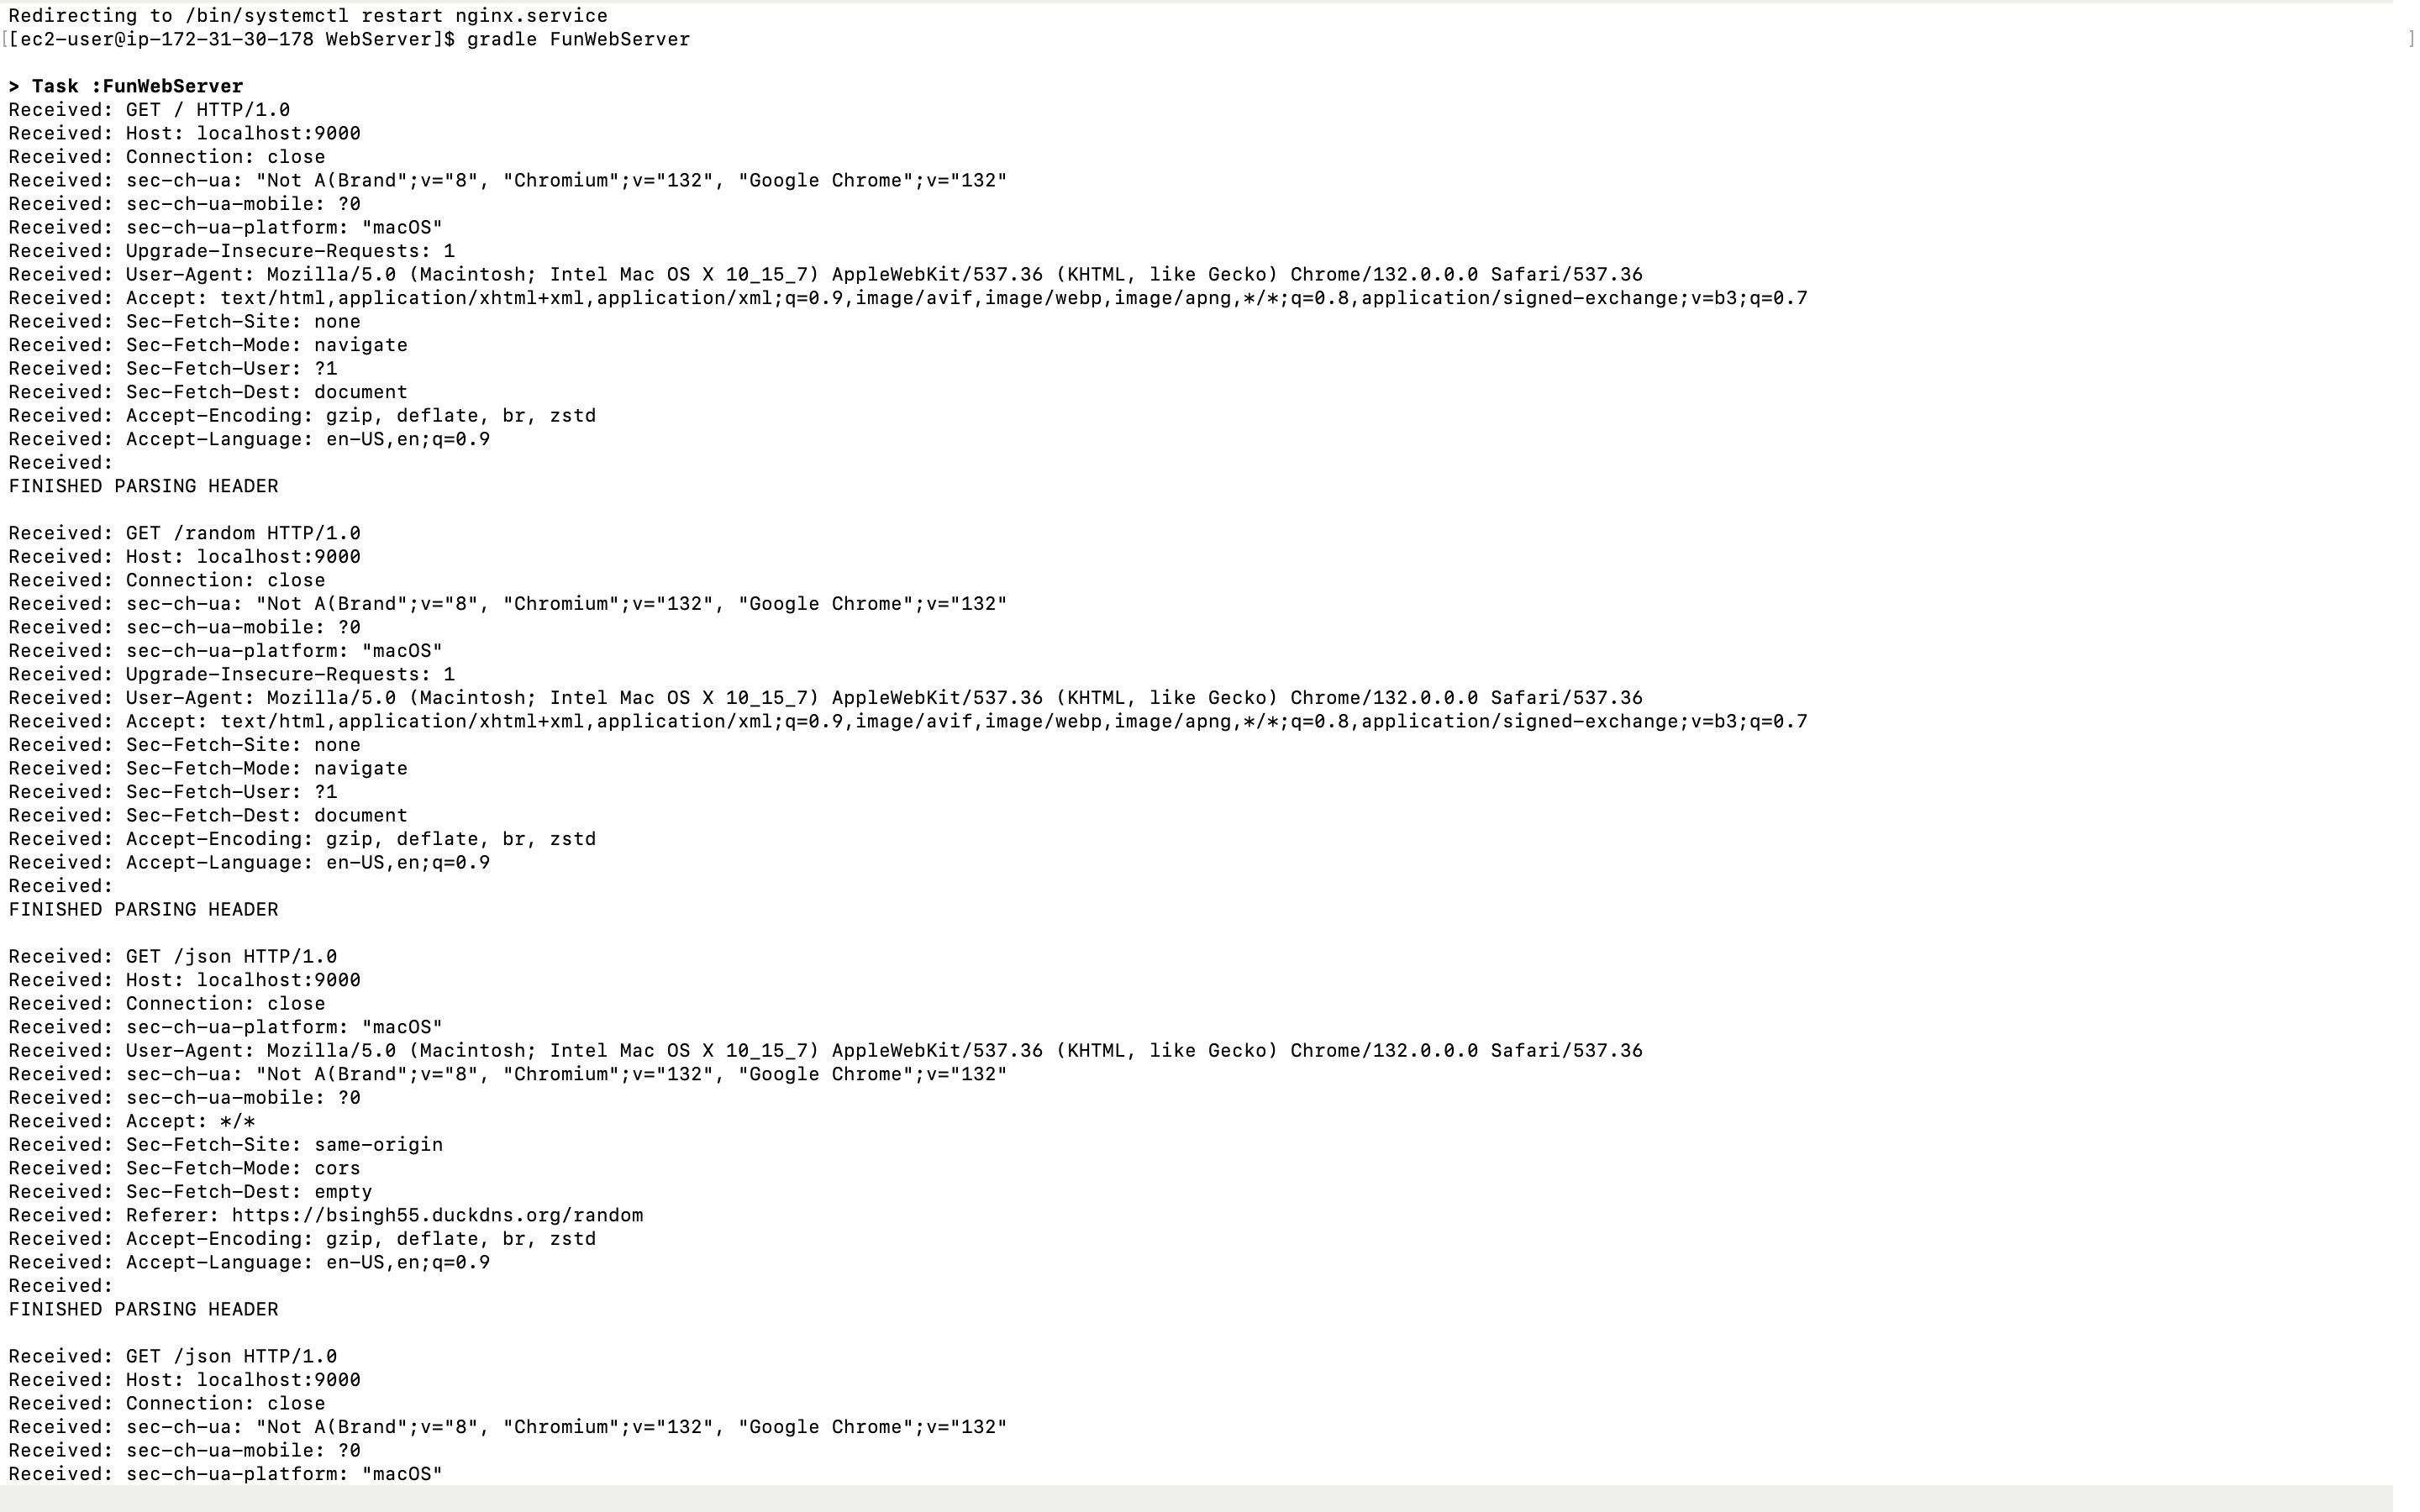 Redirecting to /bin/systemctl restart nginx.service
[[ec2-user@ip-172-31-30-178 WebServer]$ gradle FunWebServer ]
> Task :FunWebServer
Received: GET / HTTP/1.0
Received: Host: localhost:9000
Received: Connection: close
Received: sec-ch-ua: "Not A(Brand";v="8", "Chromium";v="132", "Google Chrome";v="132"
Received: sec-ch-ua-mobile: ?0
Received: sec-ch-ua-platform: "macOS"
Received: Upgrade-Insecure-Requests: 1
Received: User-Agent: Mozilla/5.0 (Macintosh; Intel Mac OS X 10_15_7) AppleWebKit/537.36 (KHTML, like Gecko) Chrome/132.0.0.0 Safari/537.36
Received: Accept: text/html,application/xhtml+xml,application/xml;q=0.9,image/avif,image/webp,image/apng,*/*;q=0.8,application/signed-exchange;v=b3;q=0.7
Received: Sec-Fetch-Site: none
Received: Sec-Fetch-Mode: navigate
Received: Sec-Fetch-User: ?1
Received: Sec-Fetch-Dest: document
Received: Accept-Encoding: gzip, deflate, br, zstd
Received: Accept-Language: en-US,en;q=0.9
Received:
FINISHED PARSING HEADER
Received: GET /random HTTP/1.0
Received: Host: localhost:9000
Received: Connection: close
Received: sec-ch-ua: "Not A(Brand";v="8", "Chromium";v="132", "Google Chrome";v="132"
Received: sec-ch-ua-mobile: ?0
Received: sec-ch-ua-platform: "macOS"
Received: Upgrade-Insecure-Requests: 1
Received: User-Agent: Mozilla/5.0 (Macintosh; Intel Mac OS X 10_15_7) AppleWebKit/537.36 (KHTML, like Gecko) Chrome/132.0.0.0 Safari/537.36
Received: Accept: text/html,application/xhtml+xml,application/xml;q=0.9,image/avif,image/webp,image/apng,*/*;q=0.8,application/signed-exchange;v=b3;q=0.7
Received: Sec-Fetch-Site: none
Received: Sec-Fetch-Mode: navigate
Received: Sec-Fetch-User: ?1
Received: Sec-Fetch-Dest: document
Received: Accept-Encoding: gzip, deflate, br, zstd
Received: Accept-Language: en-US,en;q=0.9
Received:
FINISHED PARSING HEADER
Received: GET /json HTTP/1.0
Received: Host: localhost:9000
Received: Connection: close
Received: sec-ch-ua-platform: "macOS"
Received: User-Agent: Mozilla/5.0 (Macintosh; Intel Mac OS X 10_15_7) AppleWebKit/537.36 (KHTML, like Gecko) Chrome/132.0.0.0 Safari/537.36
Received: sec-ch-ua: "Not A(Brand";v="8", "Chromium";v="132", "Google Chrome";v="132"
Received: sec-ch-ua-mobile: ?0
Received: Accept: */*
Received: Sec-Fetch-Site: same-origin
Received: Sec-Fetch-Mode: cors
Received: Sec-Fetch-Dest: empty
Received: Referer: https://bsingh55.duckdns.org/random
Received: Accept-Encoding: gzip, deflate, br, zstd
Received: Accept-Language: en-US,en;q=0.9
Received:
FINISHED PARSING HEADER
Received: GET /json HTTP/1.0
Received: Host: localhost:9000
Received: Connection: close
Received: sec-ch-ua: "Not A(Brand";v="8", "Chromium";v="132", "Google Chrome";v="132"
Received: sec-ch-ua-mobile: ?0
Received: sec-ch-ua-platform: "macOS"